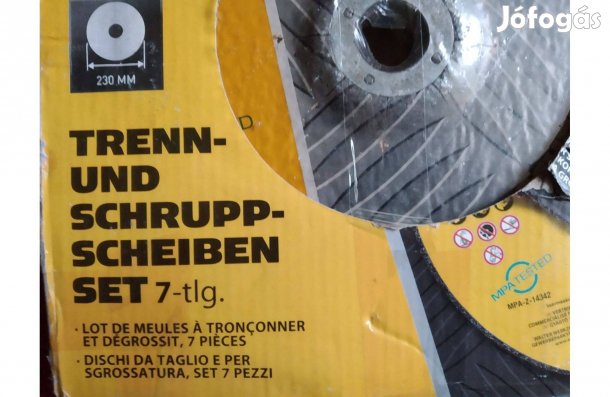 Jófogás
230 MM
D
TRENN-
UND
SCHRUPP-
SCHEIBEN
SET 7-tlg.
· LOT DE MEULES À TRONÇONNER
ET DÉGROSSIT, 7 PIÈCES
· DISCHI DA TAGLIO E PER
SGROSSATURA, SET 7 PEZZI
MPA TESTED
MPA-Z-14342